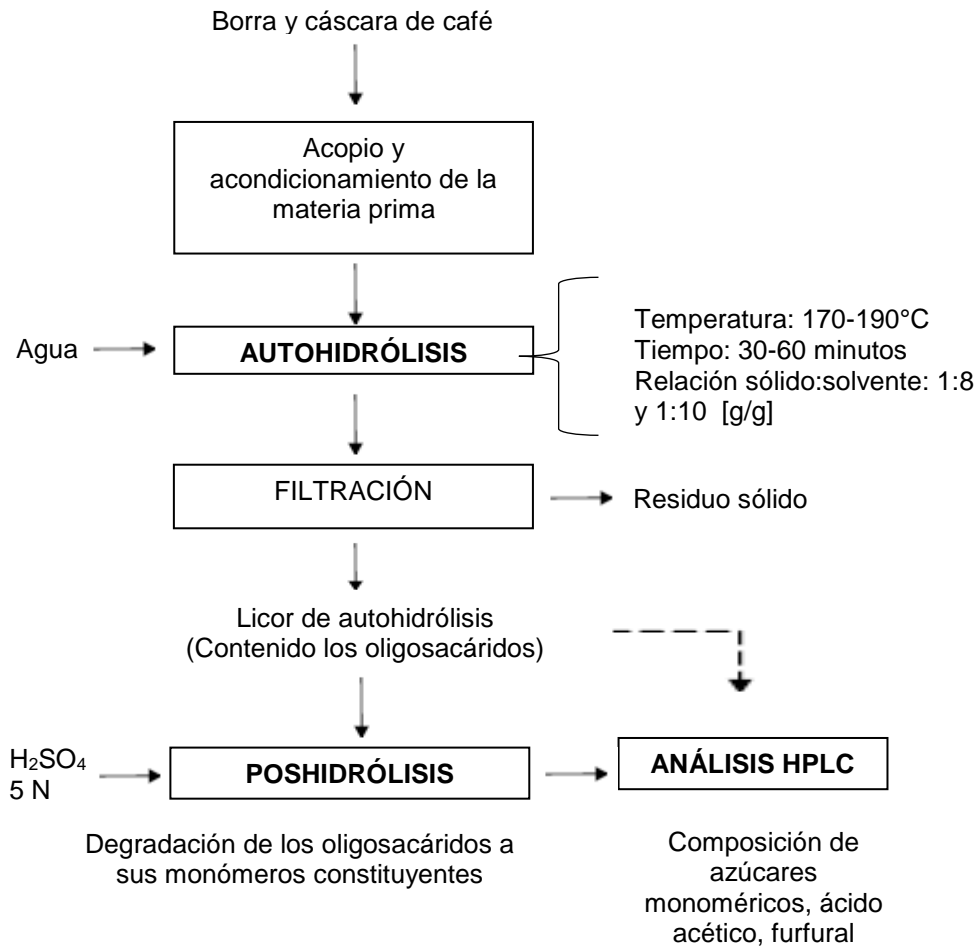 Borra y cáscara de café
Acopio y
acondicionamiento de la
materia prima
Agua
AUTOHIDRÓLISIS
Temperatura: 170-190°C
Tiempo: 30-60 minutos
Relación sólido:solvente: 1:8
y 1:10 [g/g]
FILTRACIÓN
Residuo sólido
Licor de autohidrólisis
(Contenido los oligosacáridos)
H₂SO₄
5 N
POSHIDRÓLISIS
ANÁLISIS HPLC
Degradación de los oligosacáridos a
sus monómeros constituyentes
Composición de
azúcares
monoméricos, ácido
acético, furfural